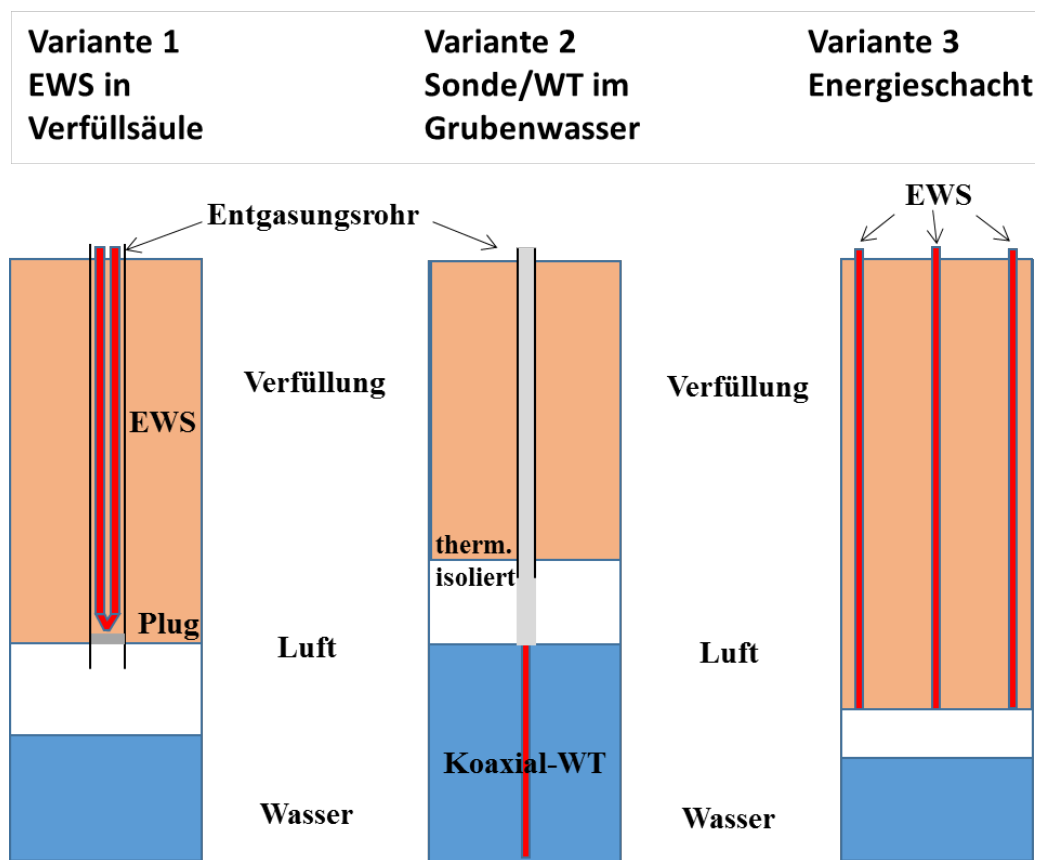 Variante 1
EWS in
Verfüllsäule
Variante 2
Sonde/WT im
Grubenwasser
Variante 3
Energieschacht
Entgasungsrohr
EWS
Verfüllung
Verfüllung
EWS
therm.
isoliert
Plug
Luft
Luft
Koaxial-WT
Wasser
Wasser